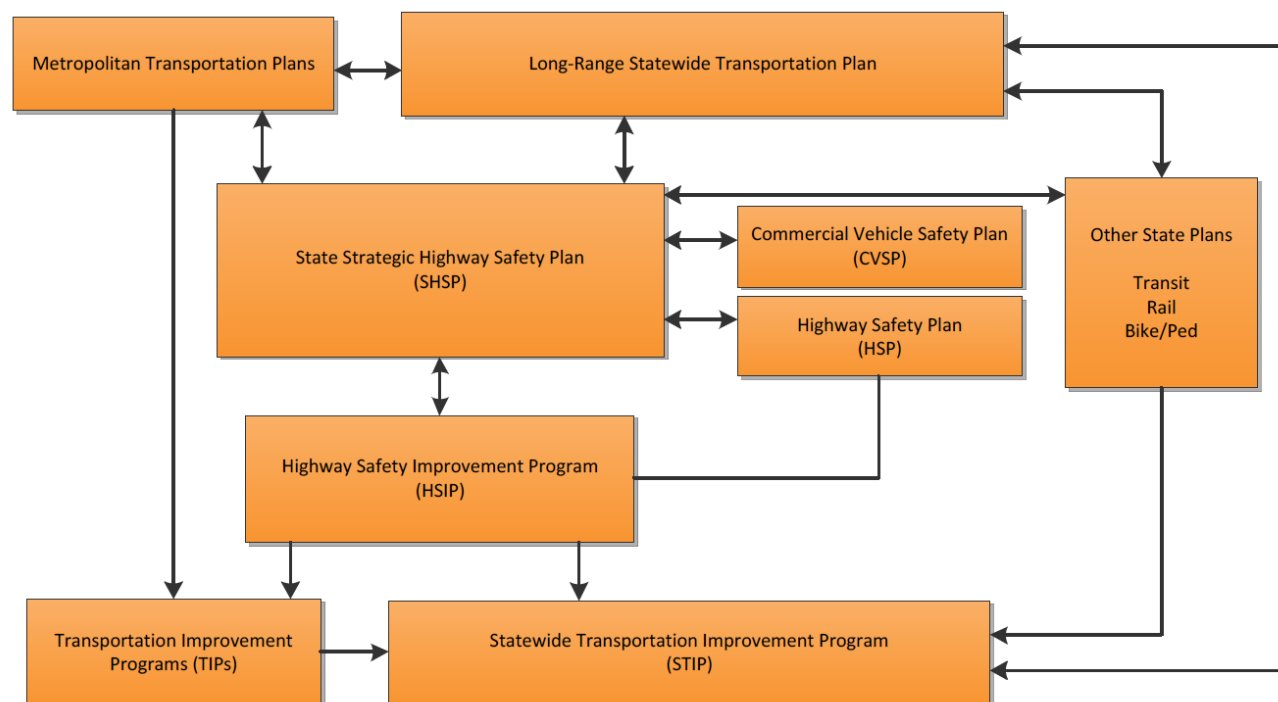 Metropolitan Transportation Plans
Long-Range Statewide Transportation Plan
State Strategic Highway Safety Plan
(SHSP)
Commercial Vehicle Safety Plan
(CVSP)
Highway Safety Plan
(HSP)
Other State Plans
Transit
Rail
Bike/Ped
Highway Safety Improvement Program
(HSIP)
Transportation Improvement
Programs (TIPs)
Statewide Transportation Improvement Program
(STIP)